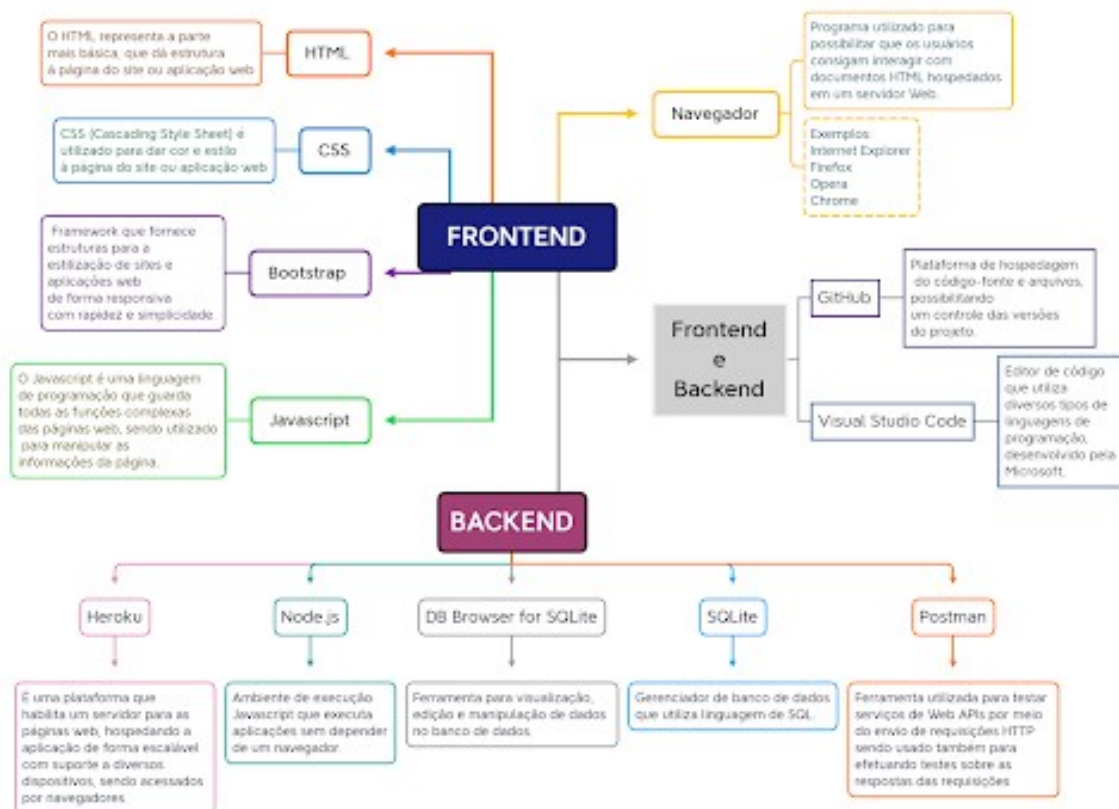 O HTML representa a parte
mais básica, que dá estrutura
à página do site ou aplicação web
HTML
CSS (Cascading Style Sheet) é
utilizado para dar cor e estilo
à página do site ou aplicação web
CSS
Framework que fornece
estruturas para a
estilização de sites e
aplicações web
de forma responsiva
com rapidez e simplicidade.
Bootstrap
O Javascript é uma linguagem
de programação que guarda
todas as funções complexas
das páginas web, sendo utilizado
para manipular as
informações da página.
Javascript
FRONTEND
Navegador
Programa utilizado para
possibilitar que os usuários
consigam interagir com
documentos HTML hospedados
em um servidor Web.
Exemplos:
Internet Explorer
Firefox
Opera
Chrome
Frontend
e
Backend
GitHub
Plataforma de hospedagem
do código-fonte e arquivos,
possibilitando
um controle das versões
do projeto.
Visual Studio Code
Editor de código
que utiliza
diversos tipos de
linguagens de
programação,
desenvolvido pela
Microsoft.
BACKEND
Heroku
É uma plataforma que
habilita um servidor para as
páginas web, hospedando a
aplicação de forma escalável
com suporte a diversos
dispositivos, sendo acessados
por navegadores.
Node.js
Ambiente de execução
Javascript que executa
aplicações sem depender
de um navegador.
DB Browser for SQLite
Ferramenta para visualização,
edição e manipulação de dados
no banco de dados
SQLite
Gerenciador de banco de dados
que utiliza linguagem de SQL.
Postman
Ferramenta utilizada para testar
serviços de Web APIs por meio
do envio de requisições HTTP
sendo usado também para
efetuando testes sobre as
respostas das requisições